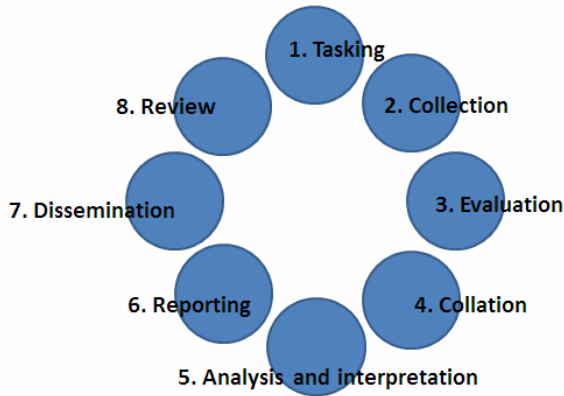 1. Tasking
2. Collection
3. Evaluation
4. Collation
5. Analysis and interpretation
6. Reporting
7. Dissemination
8. Review